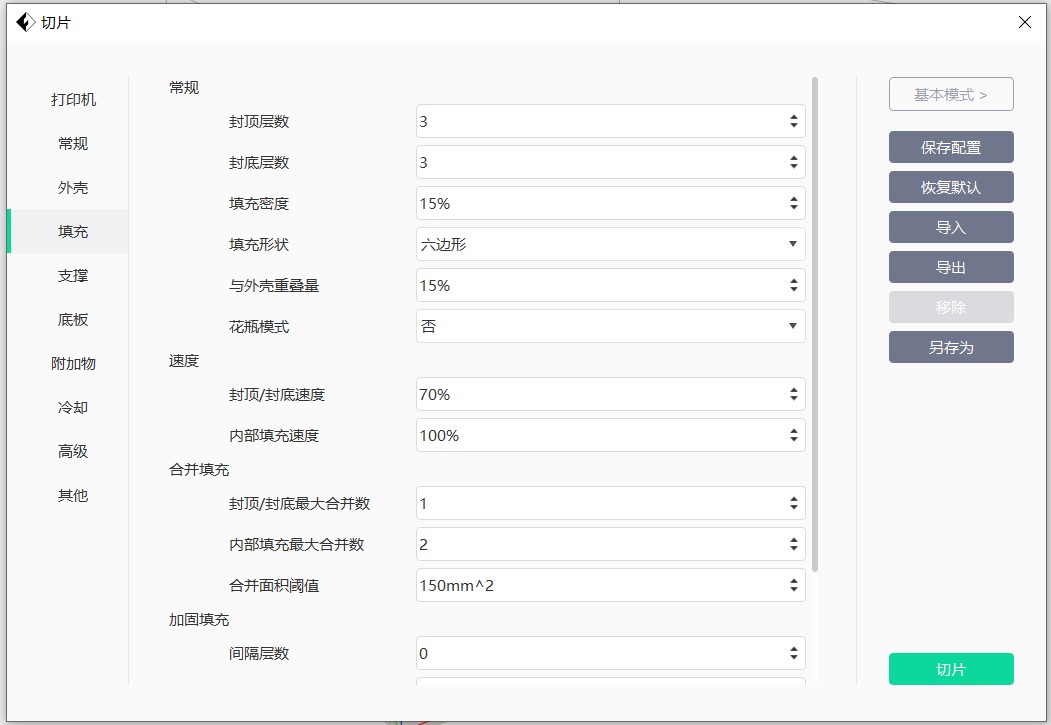 切片
打印机
常规
外壳
填充
支撑
底板
附加物
冷却
高级
其他
常规
封顶层数 3
封底层数 3
填充密度 15%
填充形状 六边形
与外壳重叠量 15%
花瓶模式 否
速度
封顶/封底速度 70%
内部填充速度 100%
合并填充
封顶/封底最大合并数 1
内部填充最大合并数 2
合并面积阈值 150mm^2
加固填充
间隔层数 0
基本模式 >
保存配置
恢复默认
导入
导出
移除
另存为
切片